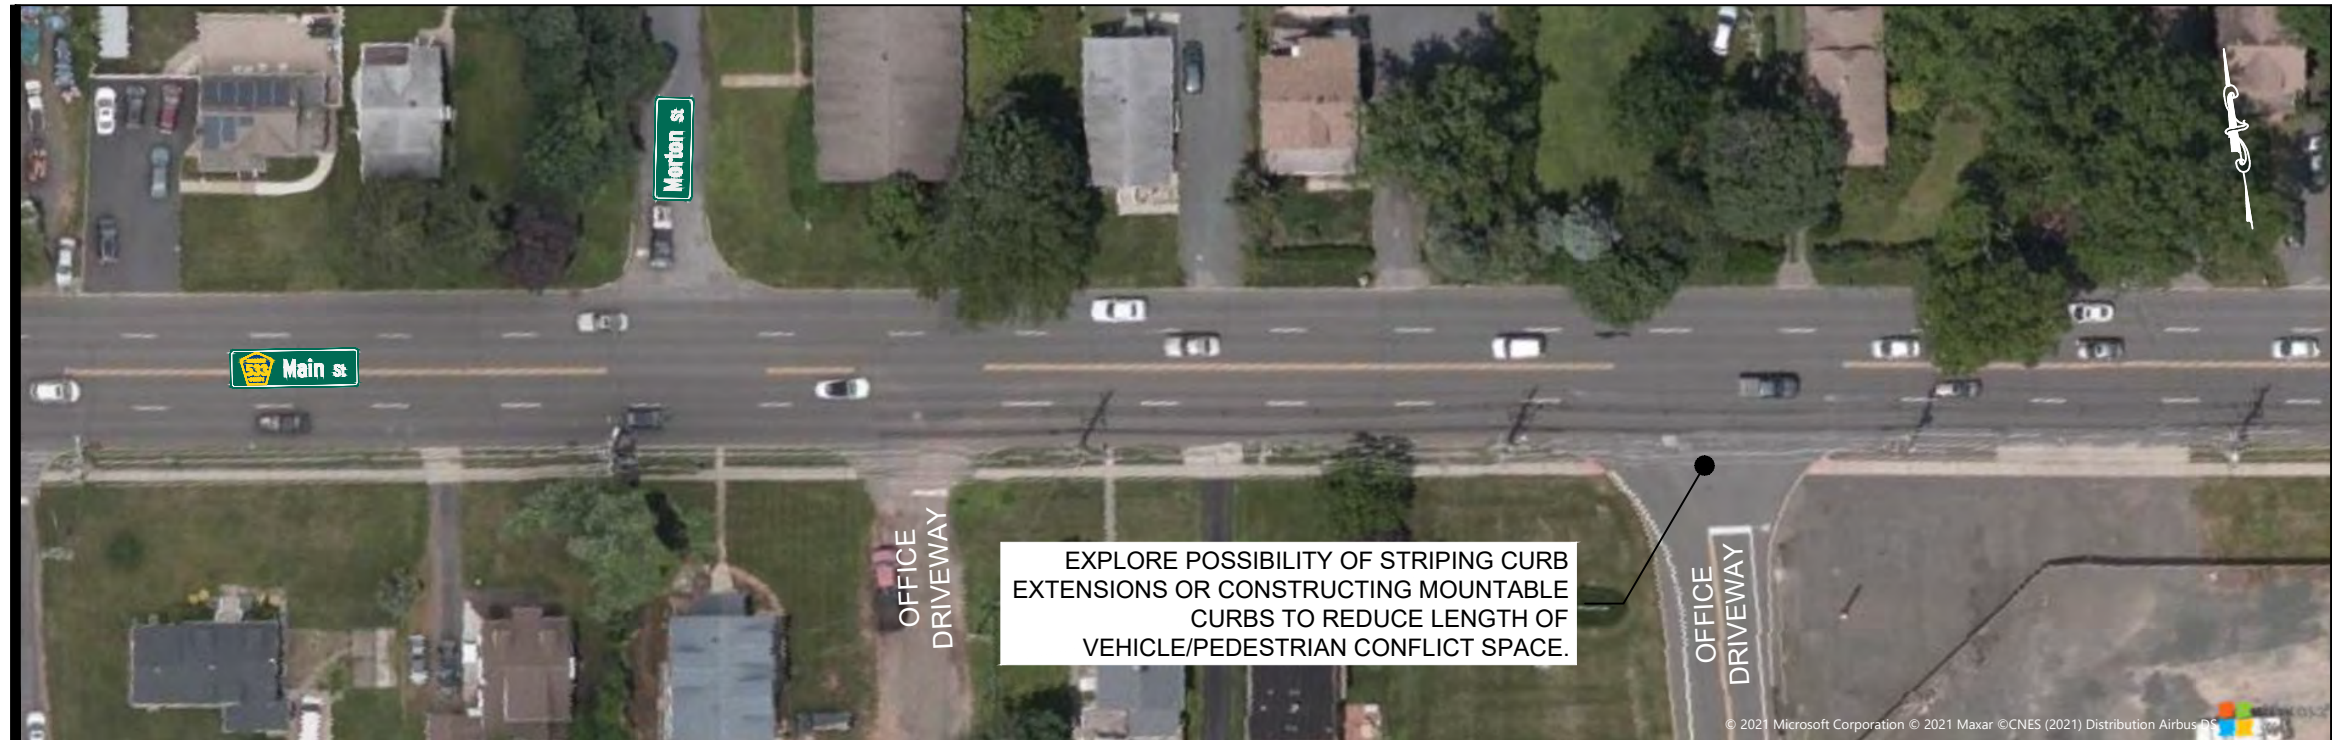 Morton St
533
Main St
OFFICE
DRIVEWAY
EXPLORE POSSIBILITY OF STRIPING CURB
EXTENSIONS OR CONSTRUCTING MOUNTABLE
CURBS TO REDUCE LENGTH OF
VEHICLE/PEDESTRIAN CONFLICT SPACE.
OFFICE
DRIVEWAY
© 2021 Microsoft Corporation © 2021 Maxar ©CNES (2021) Distribution Airbus DS